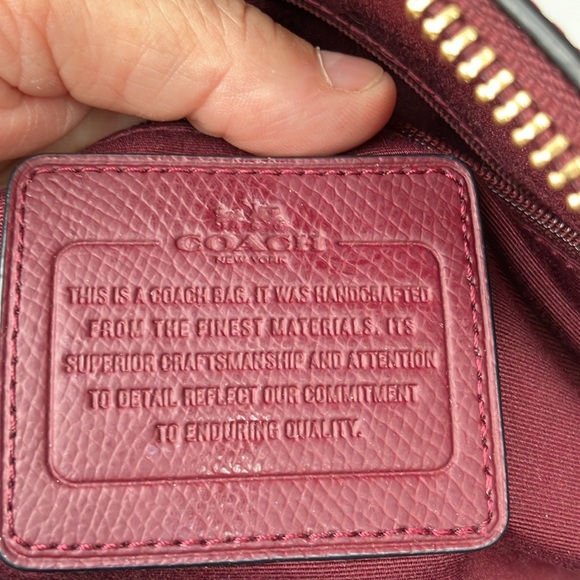 COACH
NEW YORK
THIS IS A COACH BAG. IT WAS HANDCRAFTED
FROM THE FINEST MATERIALS. ITS
SUPERIOR CRAFTSMANSHIP AND ATTENTION
TO DETAIL REFLECT OUR COMMITMENT
TO ENDURING QUALITY.